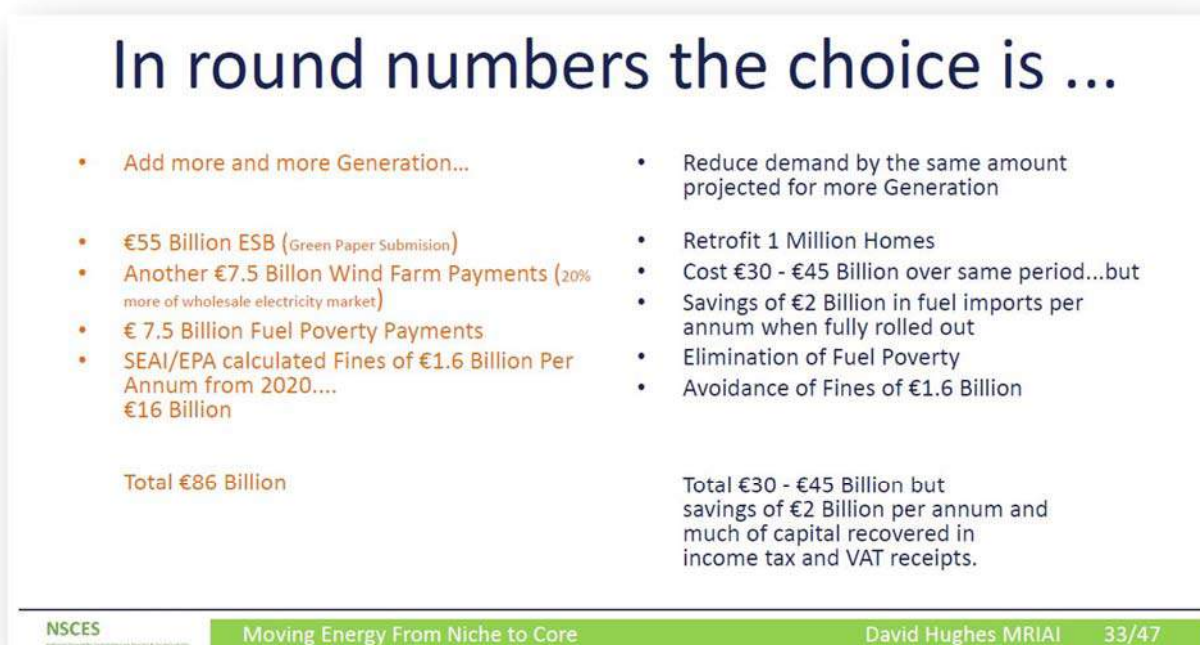 In round numbers the choice is ...
• Add more and more Generation...
• €55 Billion ESB (Green Paper Submision)
• Another €7.5 Billon Wind Farm Payments (20%
more of wholesale electricity market)
• € 7.5 Billion Fuel Poverty Payments
• SEAI/EPA calculated Fines of €1.6 Billion Per
Annum from 2020....
€16 Billion
Total €86 Billion
• Reduce demand by the same amount
projected for more Generation
• Retrofit 1 Million Homes
• Cost €30 - €45 Billion over same period...but
• Savings of €2 Billion in fuel imports per
annum when fully rolled out
• Elimination of Fuel Poverty
• Avoidance of Fines of €1.6 Billion
Total €30 - €45 Billion but
savings of €2 Billion per annum and
much of capital recovered in
income tax and VAT receipts.
NSCES
Moving Energy From Niche to Core
David Hughes MRIAI 33/47